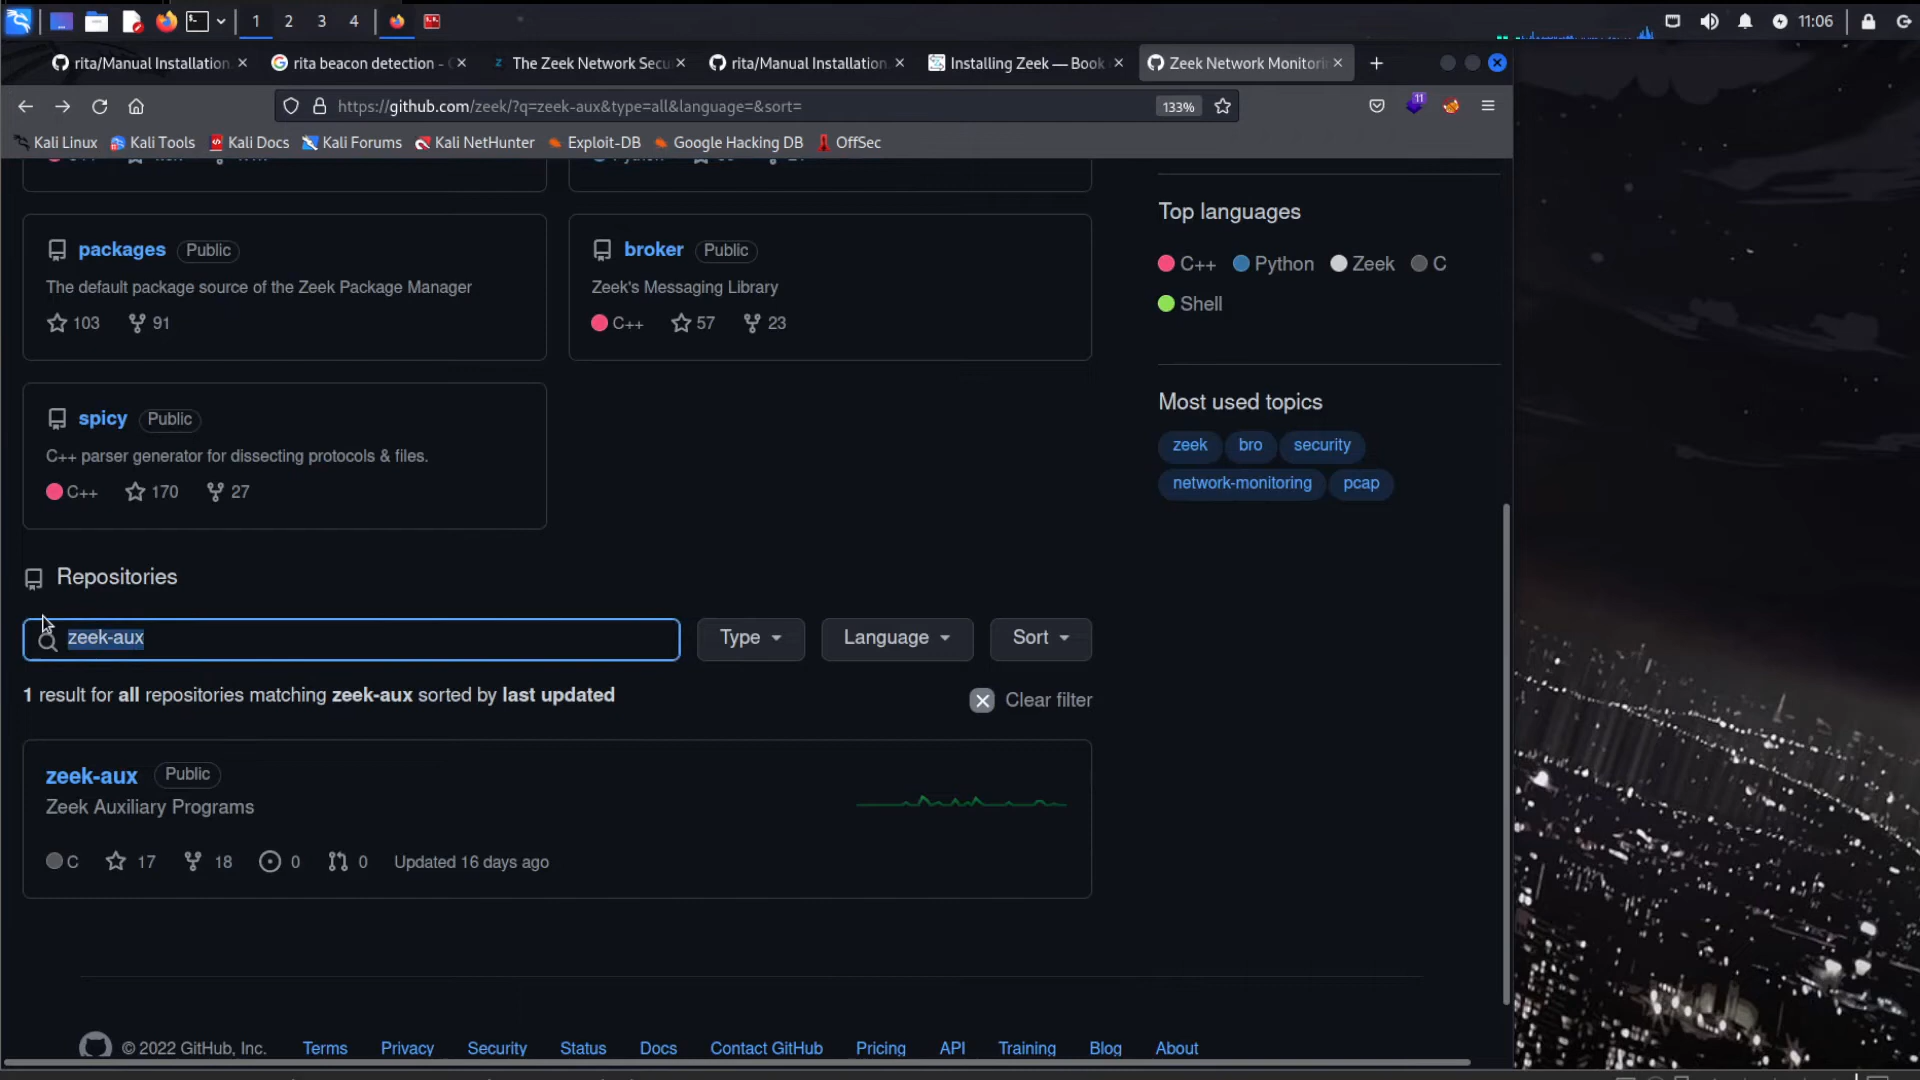 1 2 3 4 11:06
rita/Manual Installation.
rita beacon detection - G
The Zeek Network Secu
rita/Manual Installation.
Installing Zeek — Book
Zeek Network Monitorin
https://github.com/zeek/?q=zeek-aux&type=all&language=&sort=
133%
11
Kali Linux Kali Tools Kali Docs Kali Forums Kali NetHunter Exploit-DB Google Hacking DB OffSec
packages Public
The default package source of the Zeek Package Manager
103 91
broker Public
Zeek's Messaging Library
C++ 57 23
spicy Public
C++ parser generator for dissecting protocols & files.
C++ 170 27
Top languages
C++ Python Zeek C
Shell
Most used topics
zeek bro security
network-monitoring pcap
Repositories
zeek-aux
Type Language Sort
1 result for all repositories matching zeek-aux sorted by last updated
Clear filter
zeek-aux Public
Zeek Auxiliary Programs
C 17 18 0 0 Updated 16 days ago
© 2022 GitHub, Inc. Terms Privacy Security Status Docs Contact GitHub Pricing API Training Blog About